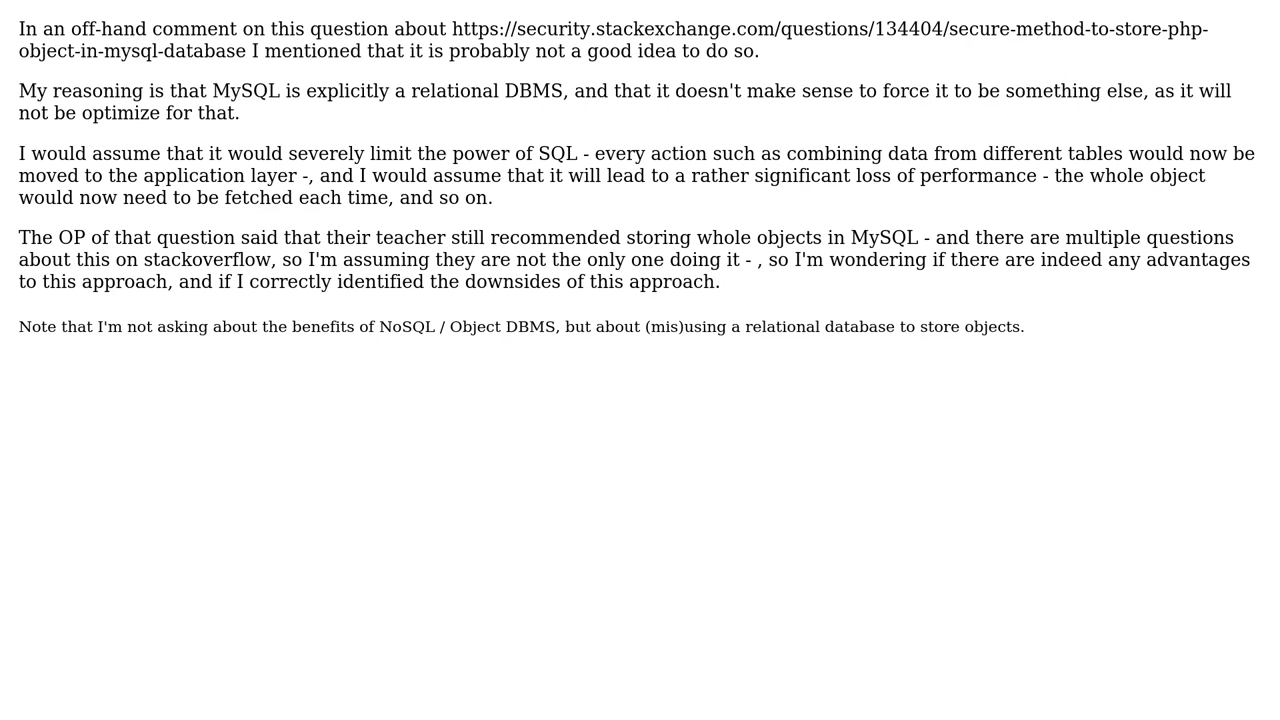 In an off-hand comment on this question about https://security.stackexchange.com/questions/134404/secure-method-to-store-php-
object-in-mysql-database I mentioned that it is probably not a good idea to do so.
My reasoning is that MySQL is explicitly a relational DBMS, and that it doesn't make sense to force it to be something else, as it will
not be optimize for that.
I would assume that it would severely limit the power of SQL - every action such as combining data from different tables would now be
moved to the application layer -, and I would assume that it will lead to a rather significant loss of performance - the whole object
would now need to be fetched each time, and so on.
The OP of that question said that their teacher still recommended storing whole objects in MySQL - and there are multiple questions
about this on stackoverflow, so I'm assuming they are not the only one doing it - , so I'm wondering if there are indeed any advantages
to this approach, and if I correctly identified the downsides of this approach.
Note that I'm not asking about the benefits of NoSQL / Object DBMS, but about (mis)using a relational database to store objects.